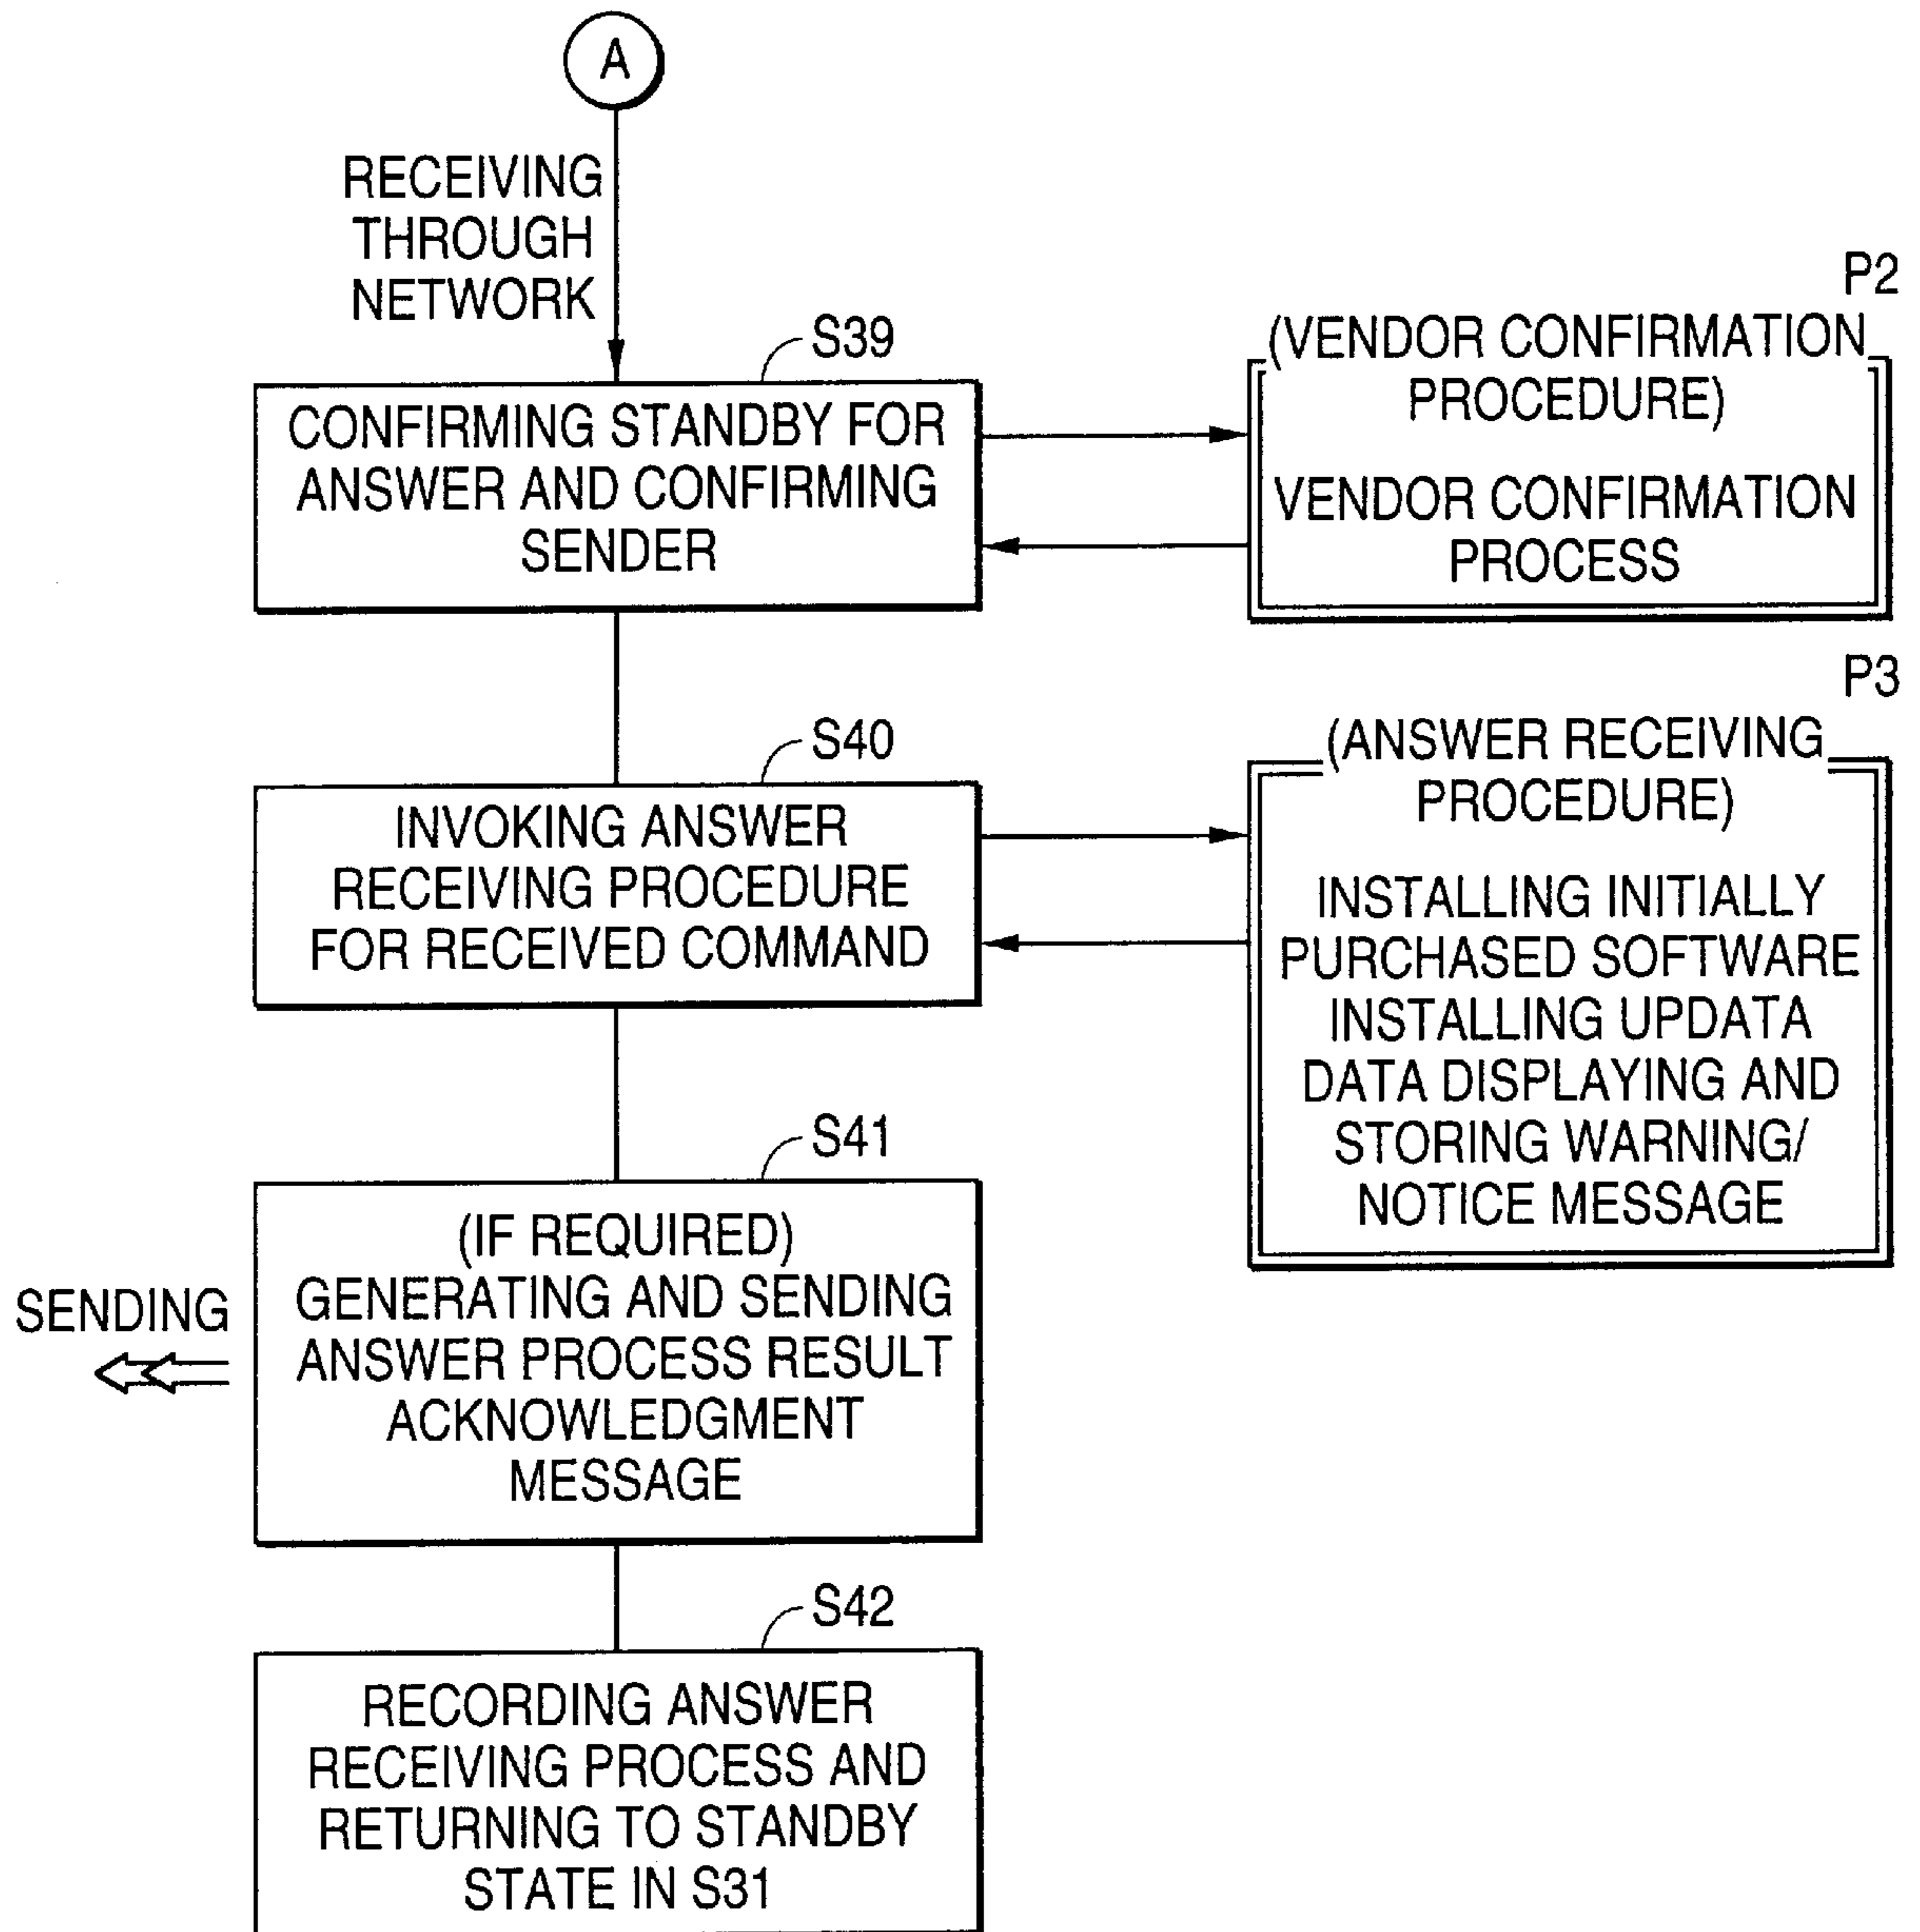 A
RECEIVING
THROUGH
NETWORK
S39
CONFIRMING STANDBY FOR
ANSWER AND CONFIRMING
SENDER
P2
(VENDOR CONFIRMATION
PROCEDURE)
VENDOR CONFIRMATION
PROCESS
S40
INVOKING ANSWER
RECEIVING PROCEDURE
FOR RECEIVED COMMAND
P3
(ANSWER RECEIVING
PROCEDURE)
INSTALLING INITIALLY
PURCHASED SOFTWARE
INSTALLING UPDATA
DATA DISPLAYING AND
STORING WARNING/
NOTICE MESSAGE
S41
(IF REQUIRED)
GENERATING AND SENDING
ANSWER PROCESS RESULT
ACKNOWLEDGMENT
MESSAGE
SENDING
S42
RECORDING ANSWER
RECEIVING PROCESS AND
RETURNING TO STANDBY
STATE IN S31